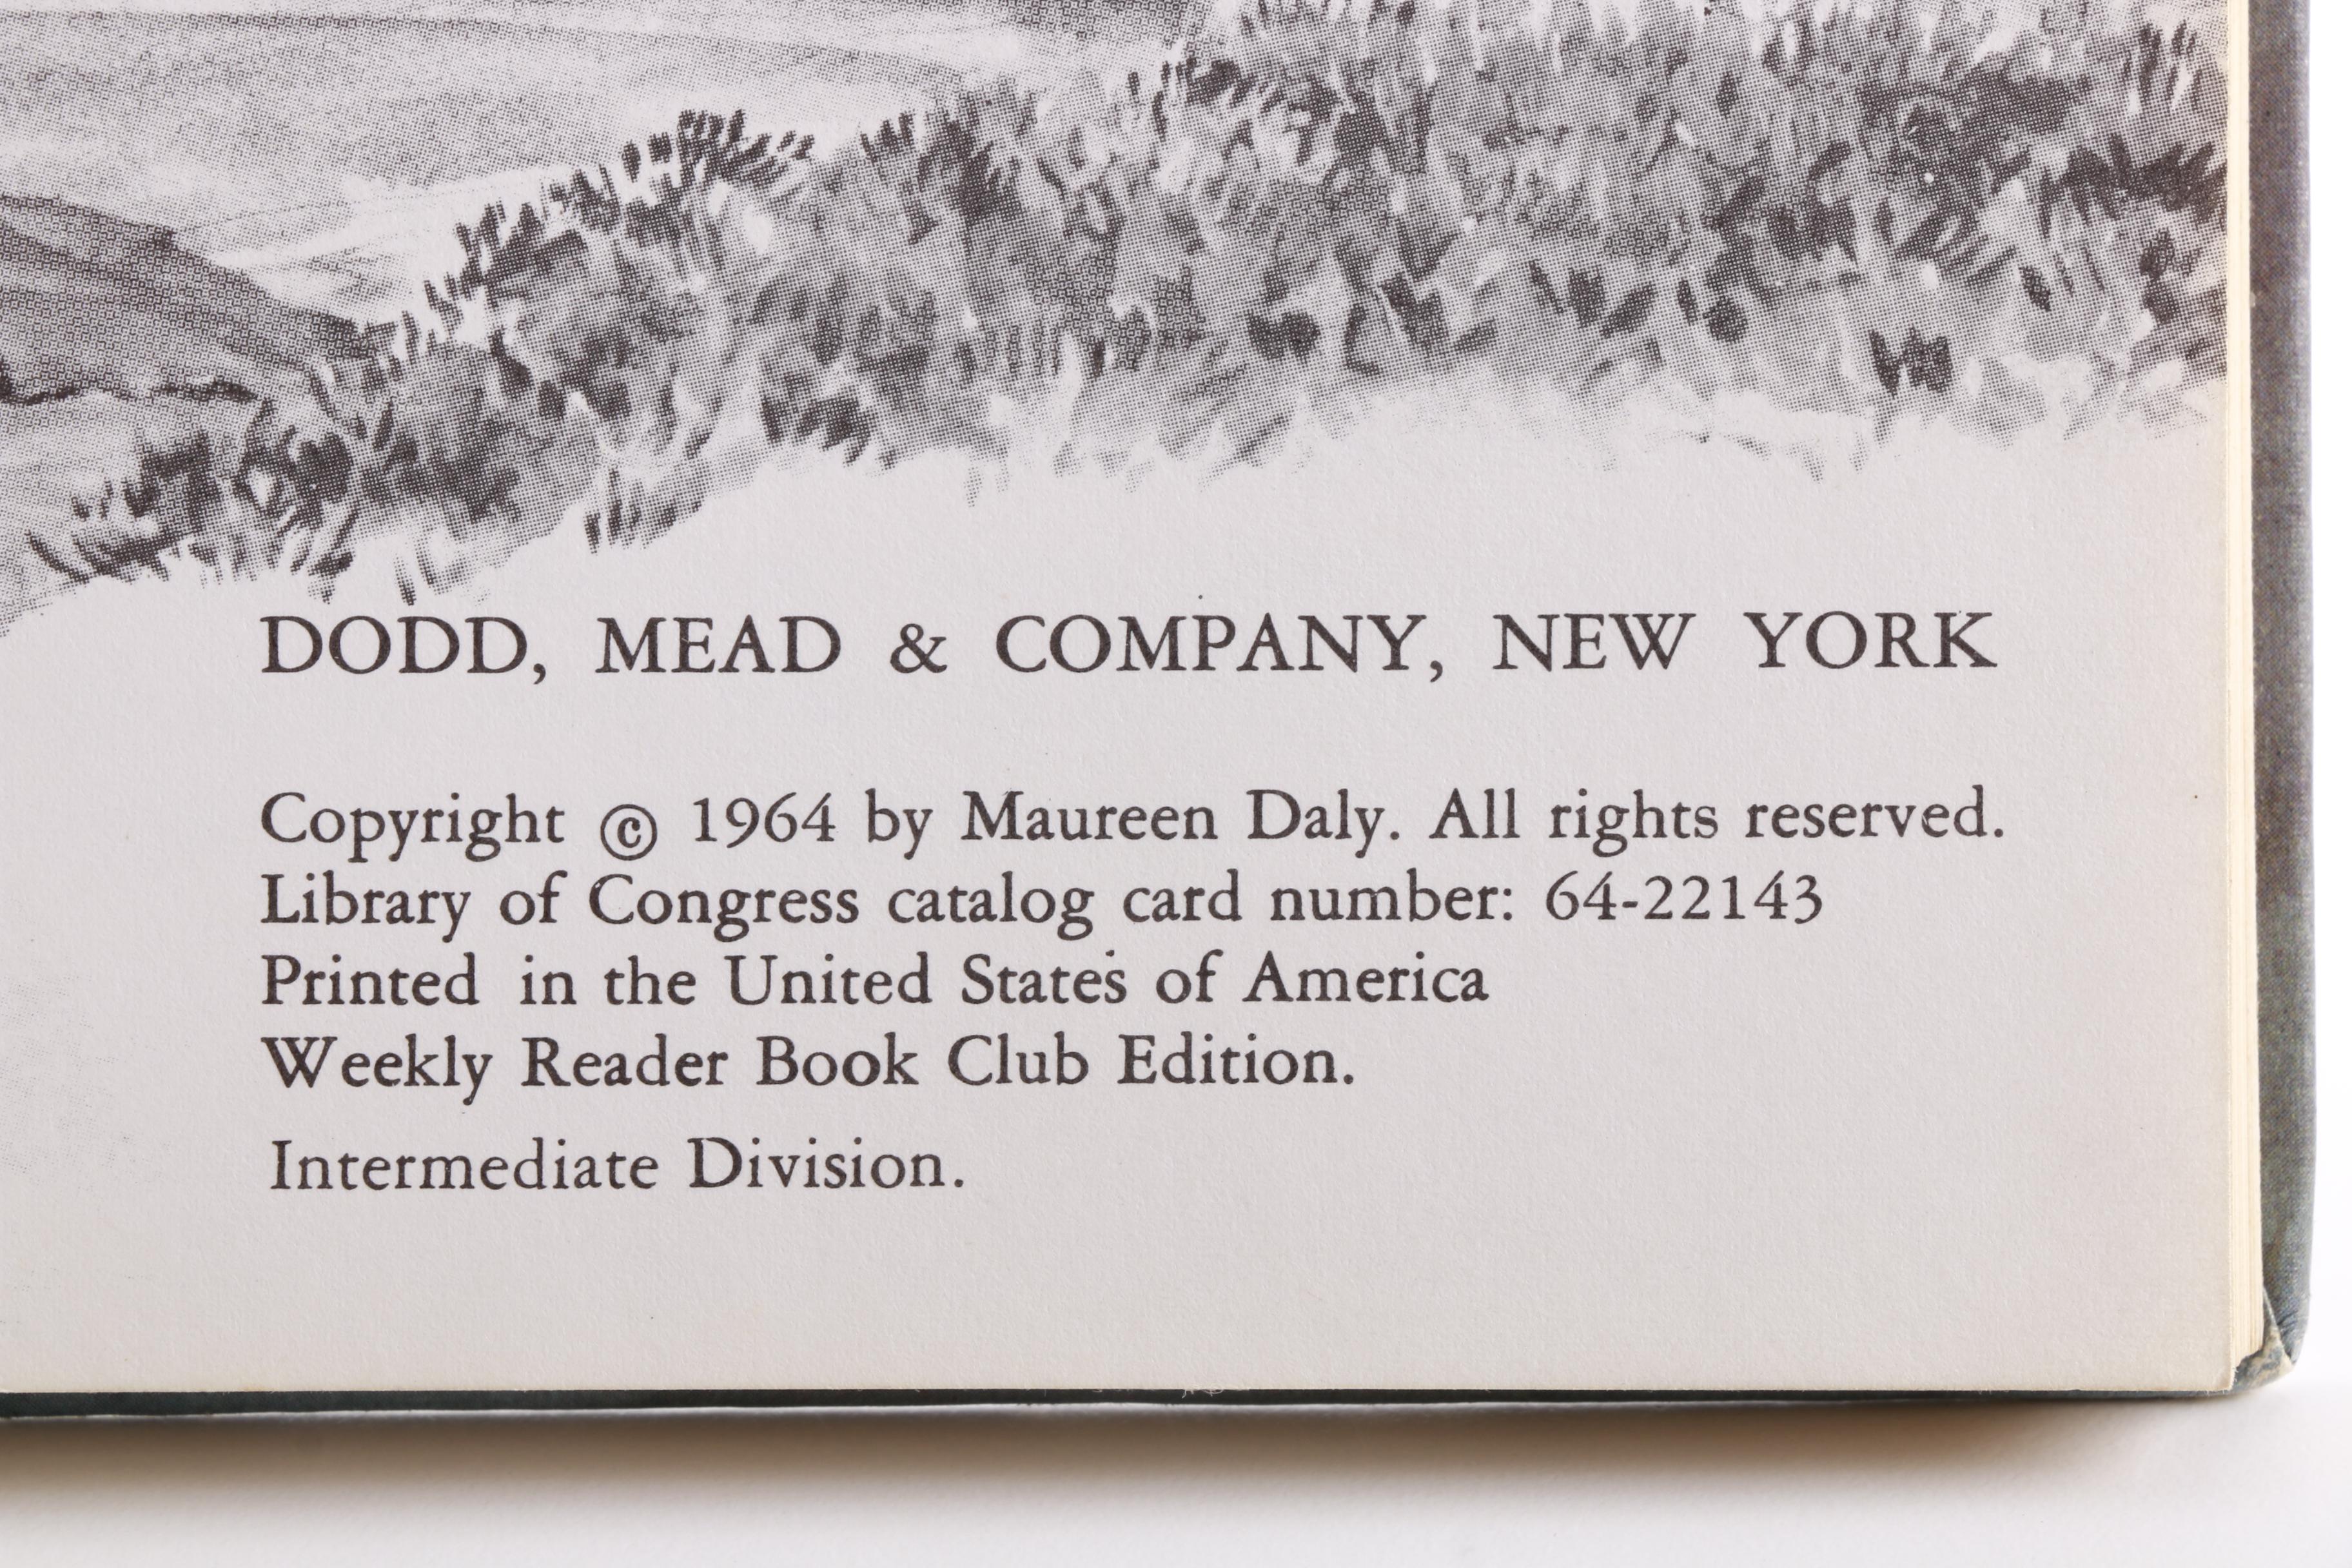 DODD, MEAD & COMPANY, NEW YORK
Copyright © 1964 by Maureen Daly. All rights reserved.
Library of Congress catalog card number: 64-22143
Printed in the United States of America
Weekly Reader Book Club Edition.
Intermediate Division.